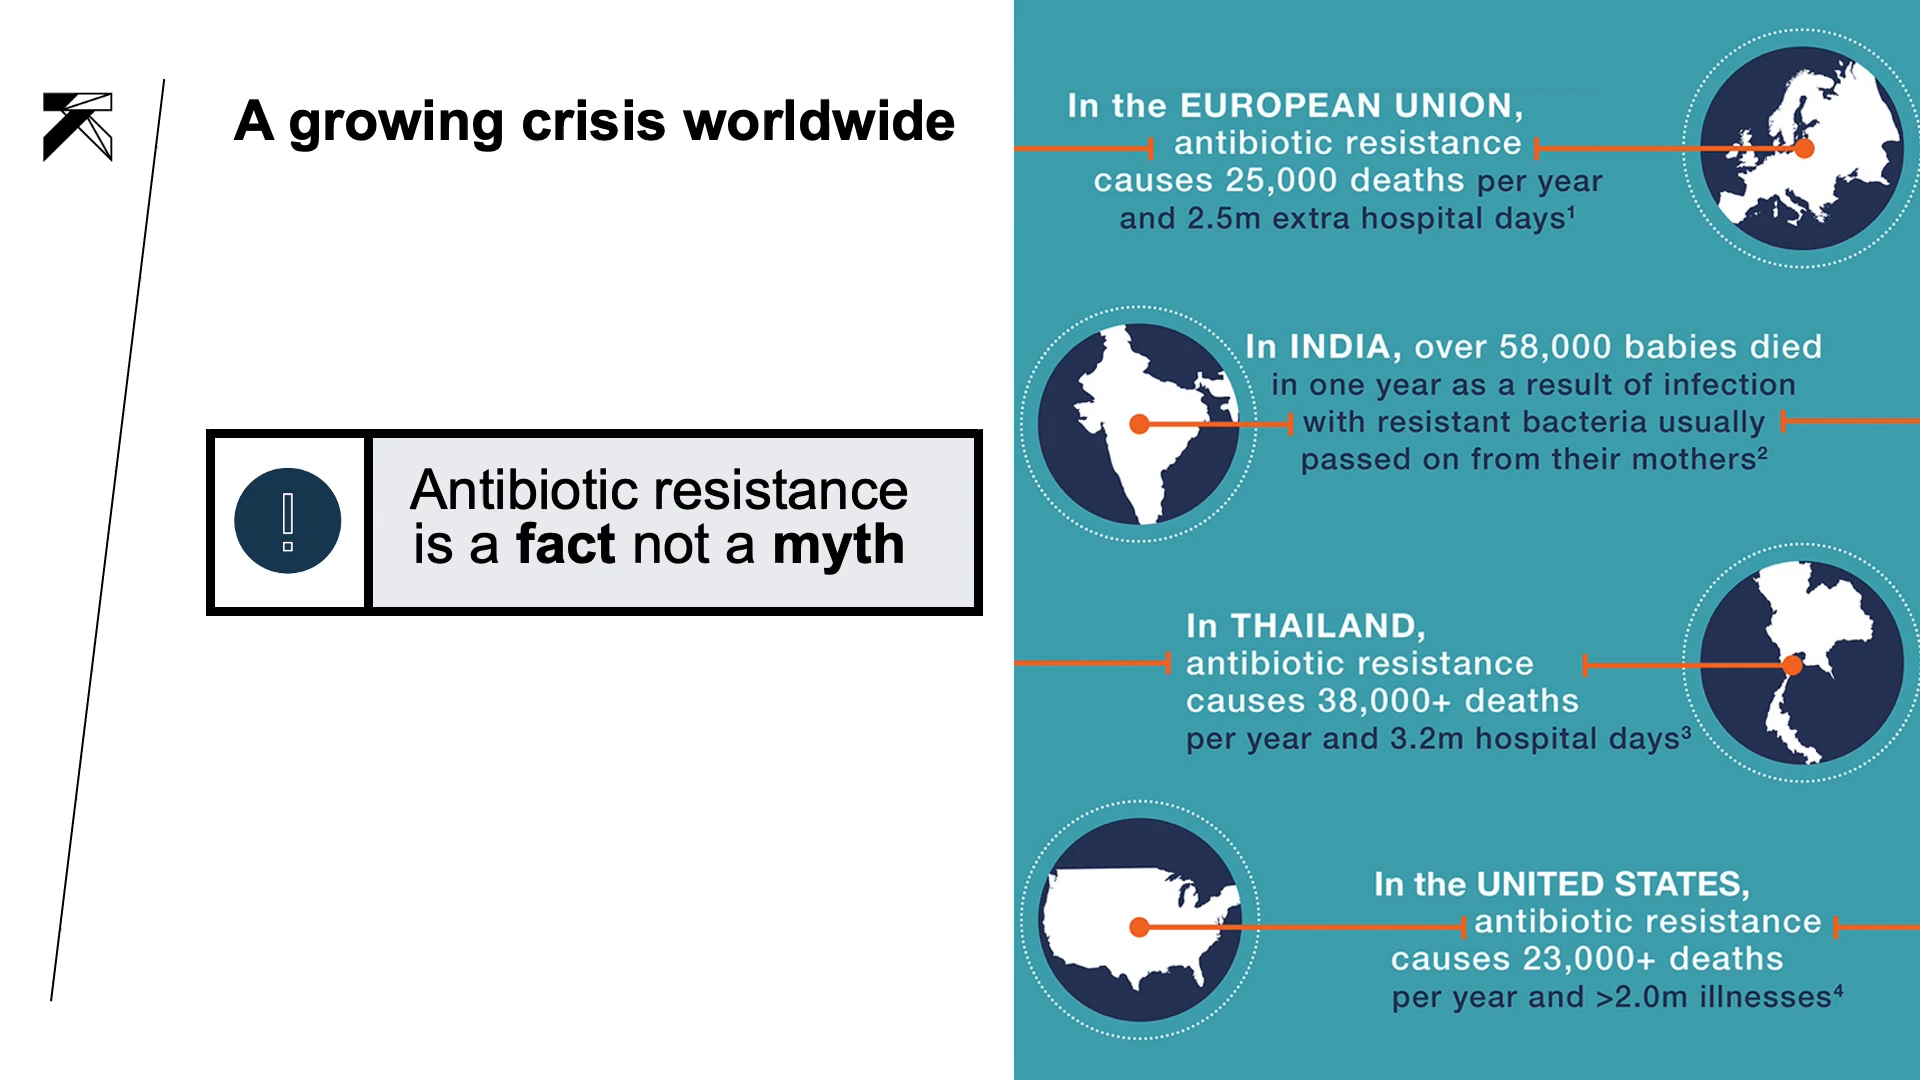 A growing crisis worldwide
Antibiotic resistance
is a fact not a myth
In the EUROPEAN UNION,
antibiotic resistance
causes 25,000 deaths per year
and 2.5m extra hospital days¹
In INDIA, over 58,000 babies died
in one year as a result of infection
with resistant bacteria usually
passed on from their mothers²
In THAILAND,
antibiotic resistance
causes 38,000+ deaths
per year and 3.2m hospital days³
In the UNITED STATES,
antibiotic resistance
causes 23,000+ deaths
per year and >2.0m illnesses⁴